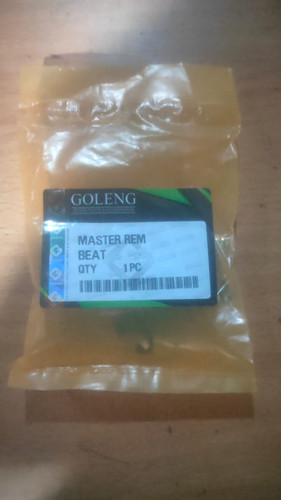 GOLENG
MASTER REM
BEAT
QTY 1 PC